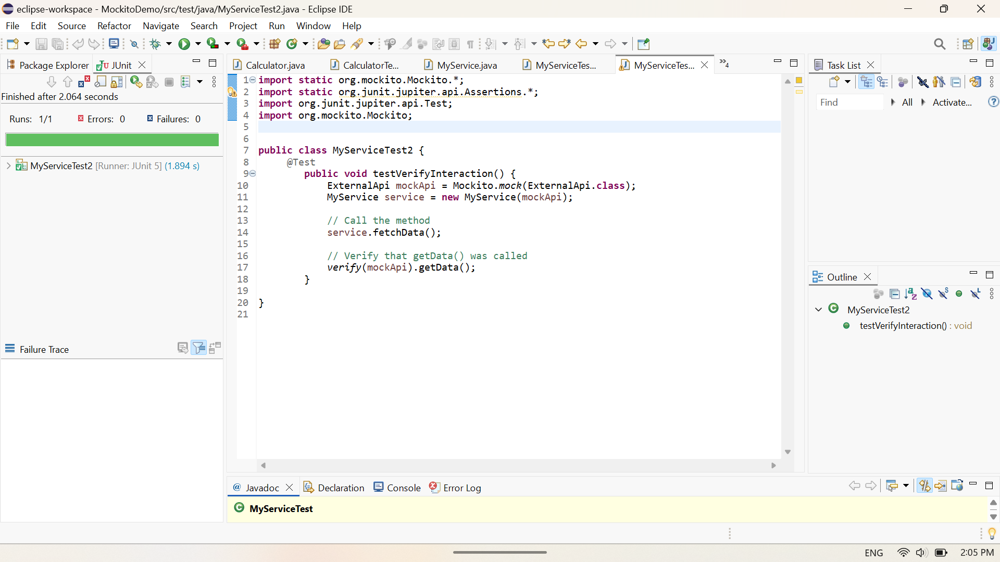 eclipse-workspace - MockitoDemo/src/test/java/MyServiceTest2.java - Eclipse IDE
File Edit Source Refactor Navigate Search Project Run Window Help
Package Explorer JUnit
Finished after 2.064 seconds
Runs: 1/1 Errors: 0 Failures: 0
MyServiceTest2 [Runner: JUnit 5] (1.894 s)
Failure Trace
Calculator.java CalculatorTe... MyService.java MyServiceTes... MyServiceTes... »4
1 import static org.mockito.Mockito.*;
2 import static org.junit.jupiter.api.Assertions.*;
3 import org.junit.jupiter.api.Test;
4 import org.mockito.Mockito;
5
6
7 public class MyServiceTest2 {
8 @Test
9 public void testVerifyInteraction() {
10 ExternalApi mockApi = Mockito.mock(ExternalApi.class);
11 MyService service = new MyService(mockApi);
12
13 // Call the method
14 service.fetchData();
15
16 // Verify that getData() was called
17 verify(mockApi).getData();
18 }
19
20 }
21
Task List
Find All Activate...
Outline
MyServiceTest2
testVerifyInteraction() : void
Javadoc Declaration Console Error Log
MyServiceTest
ENG 2:05 PM